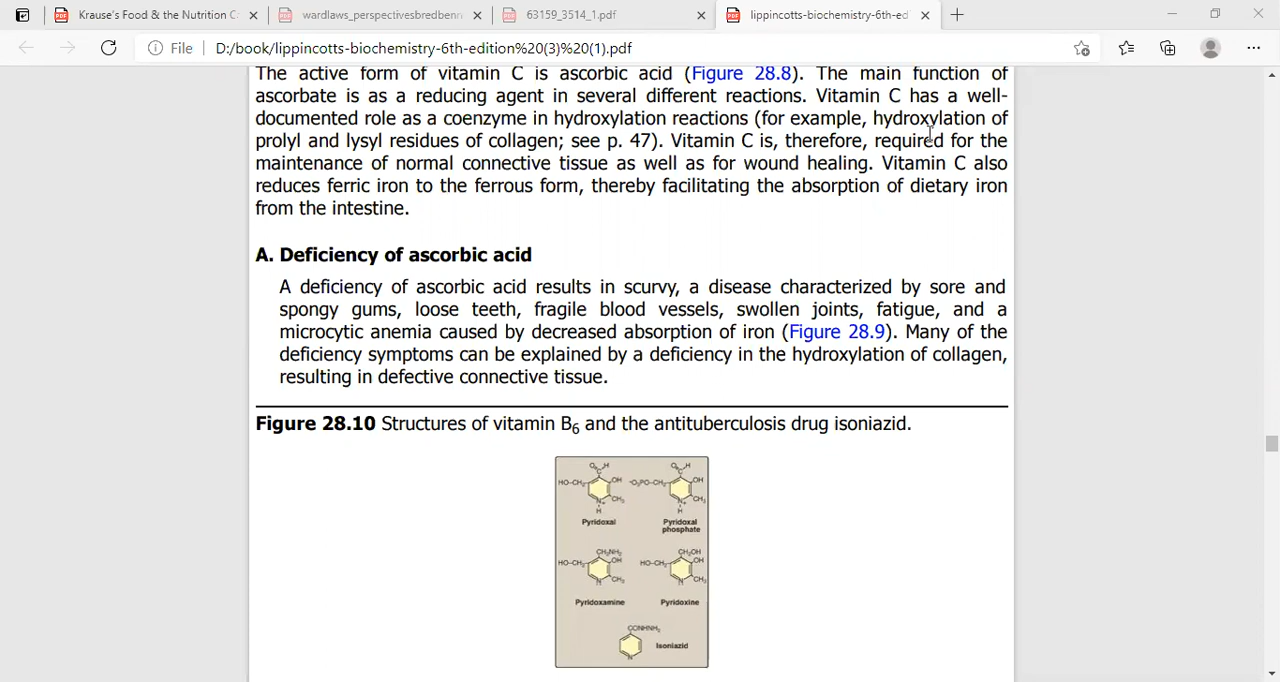 Krause's Food & the Nutrition C
wardlaws_perspectivesbredbenn
63159_3514_1.pdf
lippincotts-biochemistry-6th-ed
File
D:/book/lippincotts-biochemistry-6th-edition%20(3)%20(1).pdf
The active form of vitamin C is ascorbic acid (Figure 28.8). The main function of
ascorbate is as a reducing agent in several different reactions. Vitamin C has a well-
documented role as a coenzyme in hydroxylation reactions (for example, hydroxylation of
prolyl and lysyl residues of collagen; see p. 47). Vitamin C is, therefore, required for the
maintenance of normal connective tissue as well as for wound healing. Vitamin C also
reduces ferric iron to the ferrous form, thereby facilitating the absorption of dietary iron
from the intestine.
A. Deficiency of ascorbic acid
A deficiency of ascorbic acid results in scurvy, a disease characterized by sore and
spongy gums, loose teeth, fragile blood vessels, swollen joints, fatigue, and a
microcytic anemia caused by decreased absorption of iron (Figure 28.9). Many of the
deficiency symptoms can be explained by a deficiency in the hydroxylation of collagen,
resulting in defective connective tissue.
Figure 28.10 Structures of vitamin B6 and the antituberculosis drug isoniazid.
Pyridoxal
Pyridoxal
phosphate
Pyridoxamine
Pyridoxine
Isoniazid